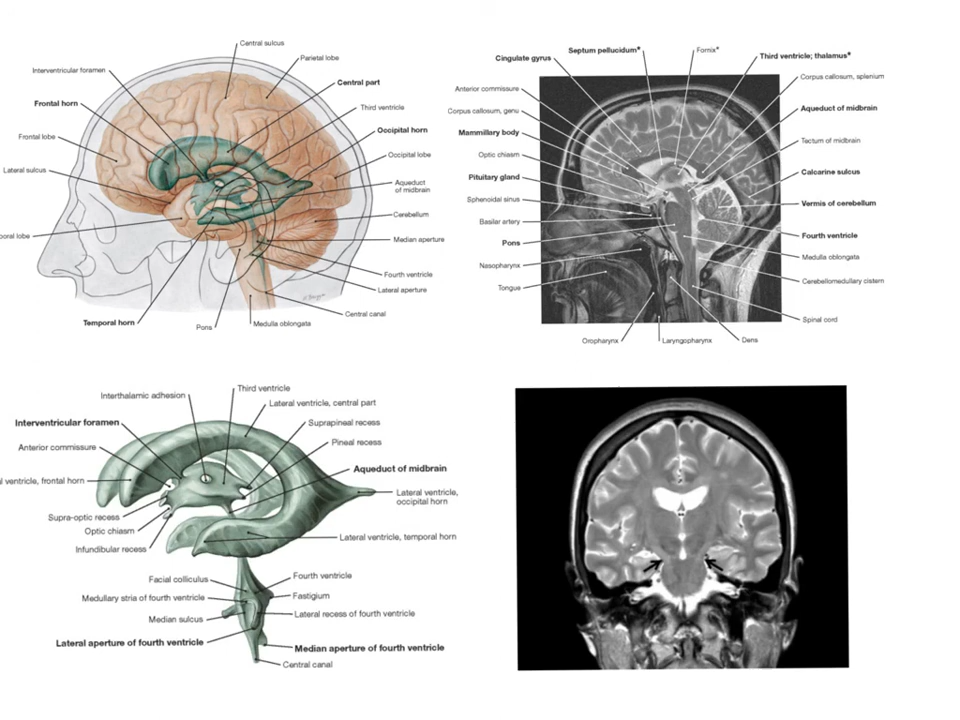 Central sulcus
Parietal lobe
Interventricular foramen
Central part
Frontal horn
Third ventricle
Occipital horn
Frontal lobe
Occipital lobe
Lateral sulcus
Aqueduct
of midbrain
Cerebellum
poral lobe
Median aperture
Fourth ventricle
Lateral aperture
Central canal
Temporal horn
Pons
Medulla oblongata
Septum pellucidum*
Fornix*
Cingulate gyrus
Third ventricle; thalamus*
Corpus callosum, splenium
Anterior commissure
Corpus callosum, genu
Aqueduct of midbrain
Mammillary body
Tectum of midbrain
Optic chiasm
Calcarine sulcus
Pituitary gland
Sphenoidal sinus
Vermis of cerebellum
Basilar artery
Fourth ventricle
Pons
Medulla oblongata
Nasopharynx
Cerebellomedullary cistern
Tongue
Spinal cord
Oropharynx
Laryngopharynx
Dens
Third ventricle
Interthalamic adhesion
Lateral ventricle, central part
Interventricular foramen
Suprapineal recess
Anterior commissure
Pineal recess
Aqueduct of midbrain
l ventricle, frontal horn
Lateral ventricle,
occipital horn
Supra-optic recess
Optic chiasm
Lateral ventricle, temporal horn
Infundibular recess
Facial colliculus
Fourth ventricle
Medullary stria of fourth ventricle
Fastigium
Lateral recess of fourth ventricle
Median sulcus
Lateral aperture of fourth ventricle
Median aperture of fourth ventricle
Central canal